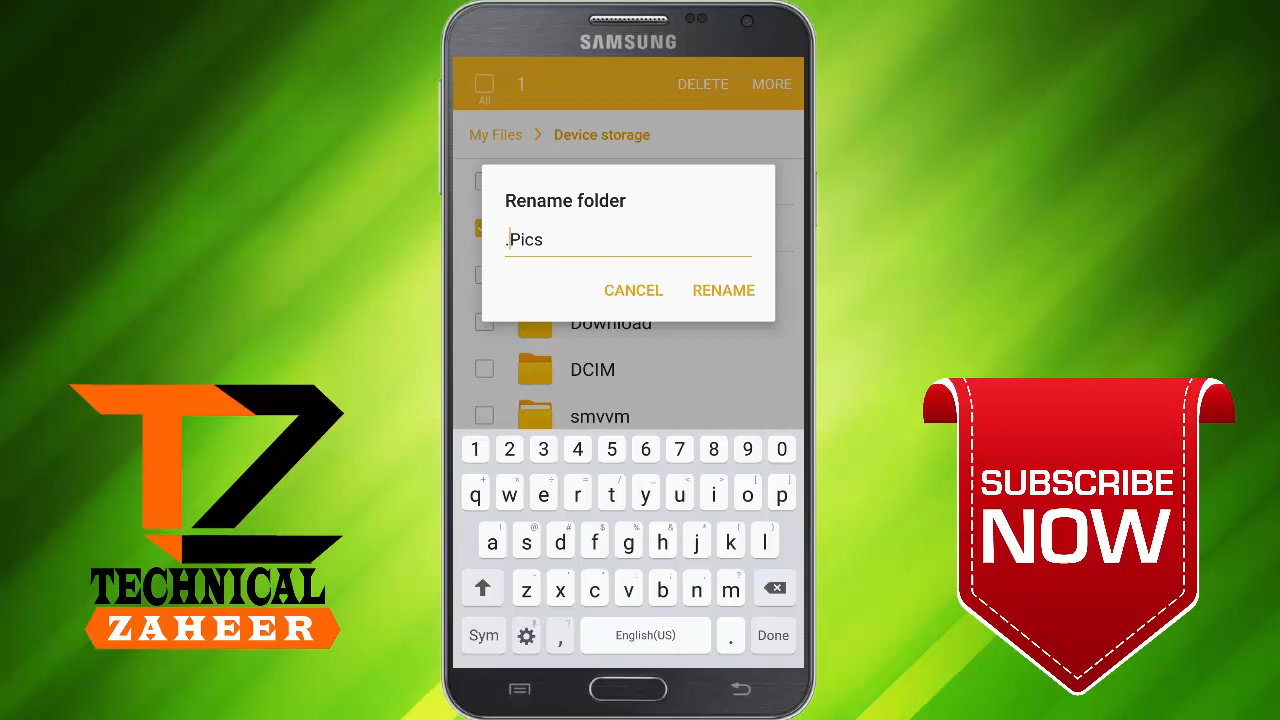 SAMSUNG
All
1
DELETE
MORE
My Files > Device storage
Rename folder
.Pics
CANCEL
RENAME
Download
DCIM
smvvm
1 2 3 4 5 6 7 8 9 0
+ × ÷ = / _ [ ]
q w e r t y u i o p
! @ # $ % & * ( )
a s d f g h j k l
- ' " : ; , ?
z x c v b n m
Sym , English(US) . Done
TZ
TECHNICAL
ZAHEER
SUBSCRIBE
NOW